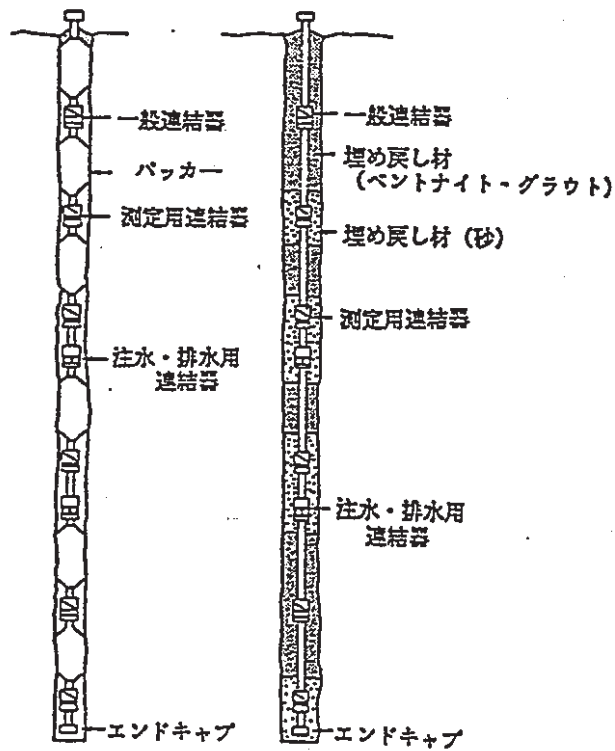 一般連結器
パッカー
測定用連結器
注水・排水用
連結器
エンドキャプ
一般連結器
埋め戻し材
(ベントナイト・グラウト)
埋め戻し材 (砂)
測定用連結器
注水・排水用
連結器
エンドキャプ